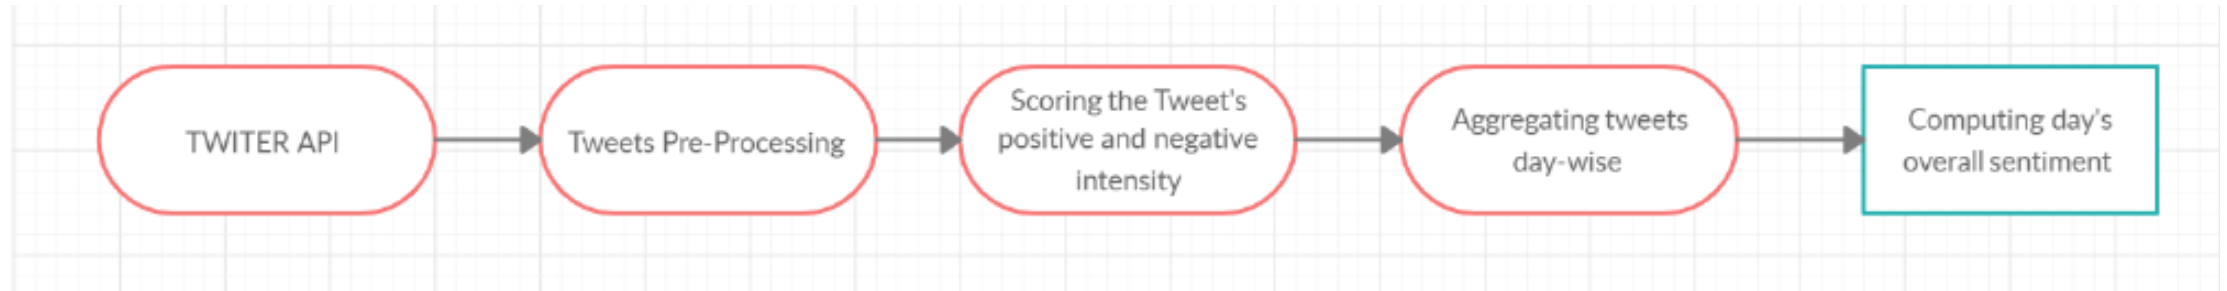 TWITER API
Tweets Pre-Processing
Scoring the Tweet's
positive and negative
intensity
Aggregating tweets
day-wise
Computing day's
overall sentiment